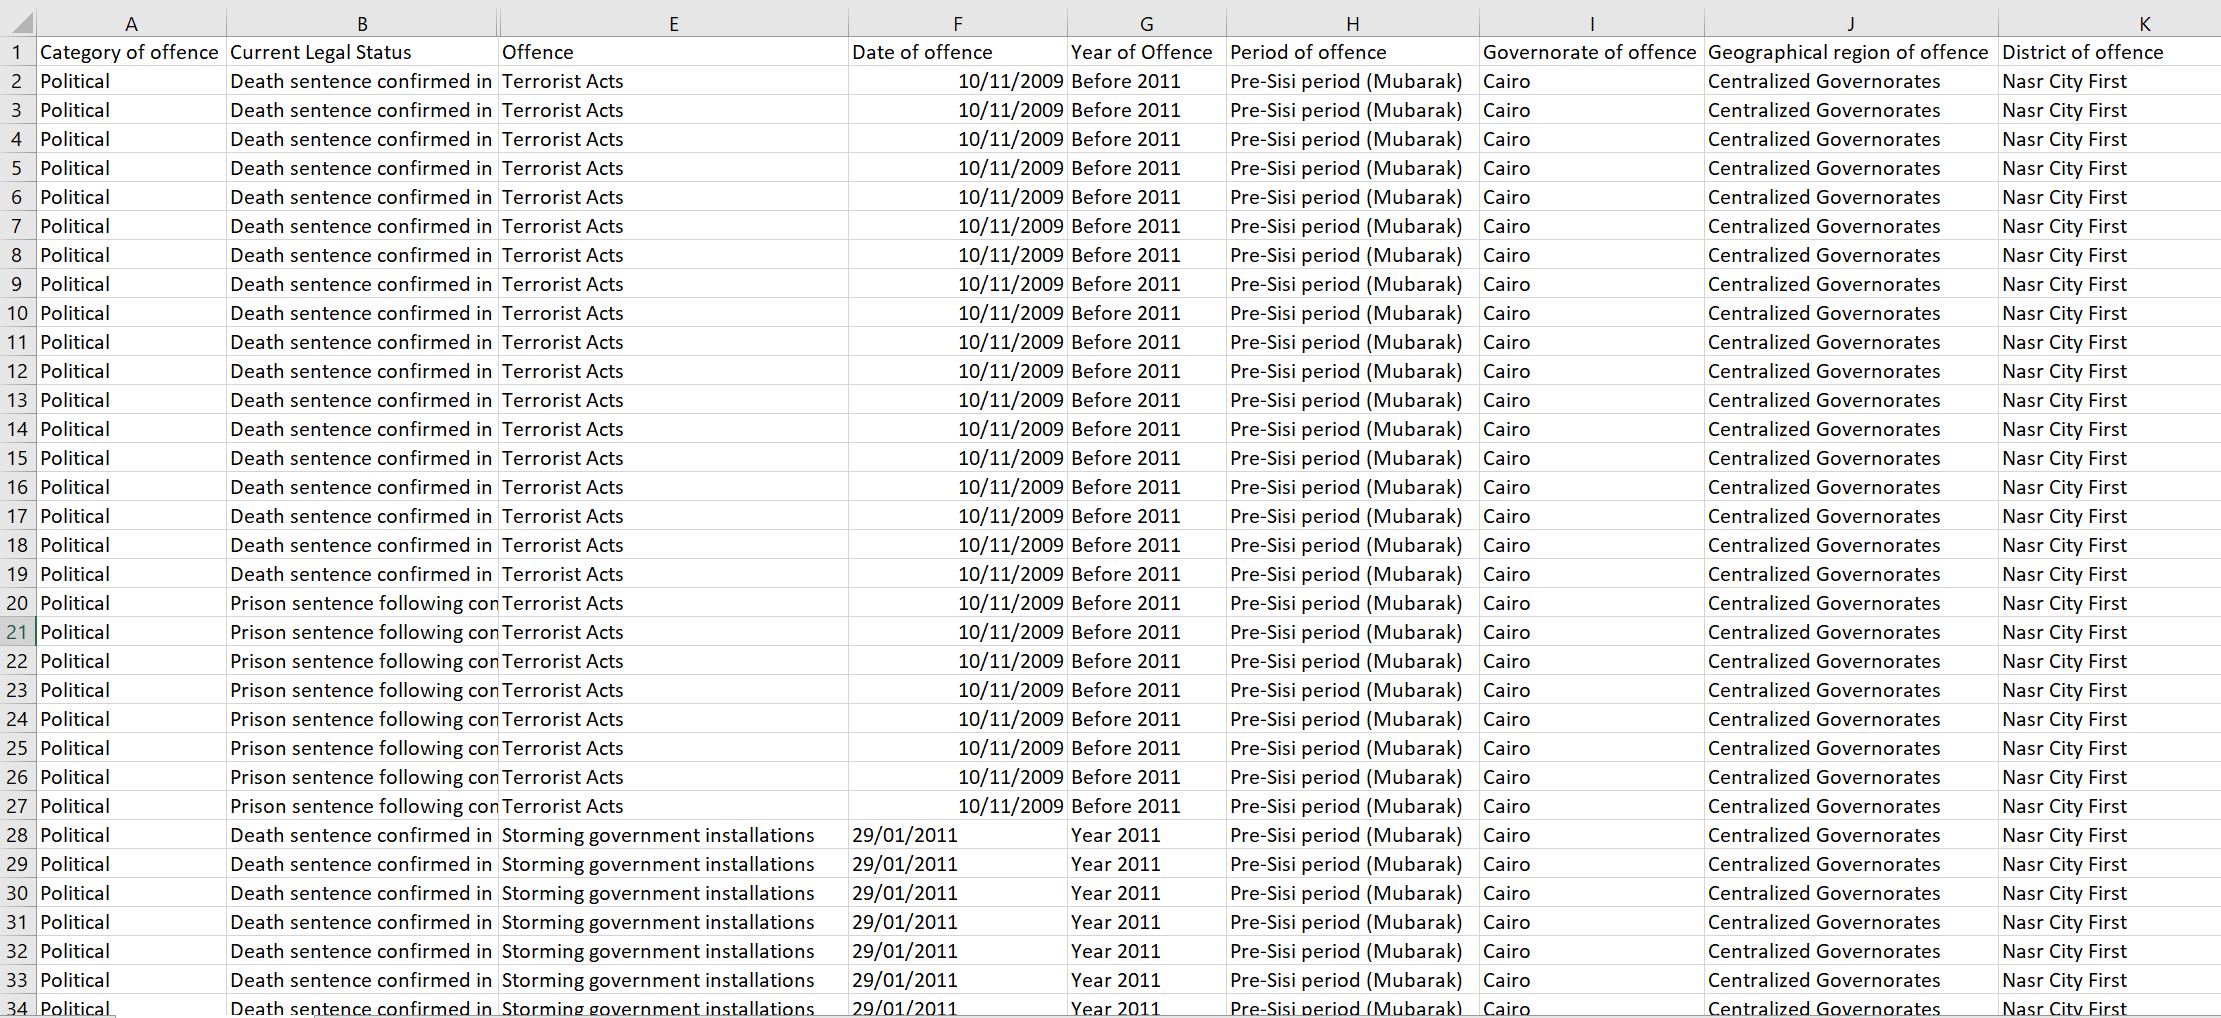 A B E F G H I J K
1 Category of offence Current Legal Status Offence Date of offence Year of Offence Period of offence Governorate of offence Geographical region of offence District of offence
2 Political Death sentence confirmed in Terrorist Acts 10/11/2009 Before 2011 Pre-Sisi period (Mubarak) Cairo Centralized Governorates Nasr City First
3 Political Death sentence confirmed in Terrorist Acts 10/11/2009 Before 2011 Pre-Sisi period (Mubarak) Cairo Centralized Governorates Nasr City First
4 Political Death sentence confirmed in Terrorist Acts 10/11/2009 Before 2011 Pre-Sisi period (Mubarak) Cairo Centralized Governorates Nasr City First
5 Political Death sentence confirmed in Terrorist Acts 10/11/2009 Before 2011 Pre-Sisi period (Mubarak) Cairo Centralized Governorates Nasr City First
6 Political Death sentence confirmed in Terrorist Acts 10/11/2009 Before 2011 Pre-Sisi period (Mubarak) Cairo Centralized Governorates Nasr City First
7 Political Death sentence confirmed in Terrorist Acts 10/11/2009 Before 2011 Pre-Sisi period (Mubarak) Cairo Centralized Governorates Nasr City First
8 Political Death sentence confirmed in Terrorist Acts 10/11/2009 Before 2011 Pre-Sisi period (Mubarak) Cairo Centralized Governorates Nasr City First
9 Political Death sentence confirmed in Terrorist Acts 10/11/2009 Before 2011 Pre-Sisi period (Mubarak) Cairo Centralized Governorates Nasr City First
10 Political Death sentence confirmed in Terrorist Acts 10/11/2009 Before 2011 Pre-Sisi period (Mubarak) Cairo Centralized Governorates Nasr City First
11 Political Death sentence confirmed in Terrorist Acts 10/11/2009 Before 2011 Pre-Sisi period (Mubarak) Cairo Centralized Governorates Nasr City First
12 Political Death sentence confirmed in Terrorist Acts 10/11/2009 Before 2011 Pre-Sisi period (Mubarak) Cairo Centralized Governorates Nasr City First
13 Political Death sentence confirmed in Terrorist Acts 10/11/2009 Before 2011 Pre-Sisi period (Mubarak) Cairo Centralized Governorates Nasr City First
14 Political Death sentence confirmed in Terrorist Acts 10/11/2009 Before 2011 Pre-Sisi period (Mubarak) Cairo Centralized Governorates Nasr City First
15 Political Death sentence confirmed in Terrorist Acts 10/11/2009 Before 2011 Pre-Sisi period (Mubarak) Cairo Centralized Governorates Nasr City First
16 Political Death sentence confirmed in Terrorist Acts 10/11/2009 Before 2011 Pre-Sisi period (Mubarak) Cairo Centralized Governorates Nasr City First
17 Political Death sentence confirmed in Terrorist Acts 10/11/2009 Before 2011 Pre-Sisi period (Mubarak) Cairo Centralized Governorates Nasr City First
18 Political Death sentence confirmed in Terrorist Acts 10/11/2009 Before 2011 Pre-Sisi period (Mubarak) Cairo Centralized Governorates Nasr City First
19 Political Death sentence confirmed in Terrorist Acts 10/11/2009 Before 2011 Pre-Sisi period (Mubarak) Cairo Centralized Governorates Nasr City First
20 Political Prison sentence following con Terrorist Acts 10/11/2009 Before 2011 Pre-Sisi period (Mubarak) Cairo Centralized Governorates Nasr City First
21 Political Prison sentence following con Terrorist Acts 10/11/2009 Before 2011 Pre-Sisi period (Mubarak) Cairo Centralized Governorates Nasr City First
22 Political Prison sentence following con Terrorist Acts 10/11/2009 Before 2011 Pre-Sisi period (Mubarak) Cairo Centralized Governorates Nasr City First
23 Political Prison sentence following con Terrorist Acts 10/11/2009 Before 2011 Pre-Sisi period (Mubarak) Cairo Centralized Governorates Nasr City First
24 Political Prison sentence following con Terrorist Acts 10/11/2009 Before 2011 Pre-Sisi period (Mubarak) Cairo Centralized Governorates Nasr City First
25 Political Prison sentence following con Terrorist Acts 10/11/2009 Before 2011 Pre-Sisi period (Mubarak) Cairo Centralized Governorates Nasr City First
26 Political Prison sentence following con Terrorist Acts 10/11/2009 Before 2011 Pre-Sisi period (Mubarak) Cairo Centralized Governorates Nasr City First
27 Political Prison sentence following con Terrorist Acts 10/11/2009 Before 2011 Pre-Sisi period (Mubarak) Cairo Centralized Governorates Nasr City First
28 Political Death sentence confirmed in Storming government installations 29/01/2011 Year 2011 Pre-Sisi period (Mubarak) Cairo Centralized Governorates Nasr City First
29 Political Death sentence confirmed in Storming government installations 29/01/2011 Year 2011 Pre-Sisi period (Mubarak) Cairo Centralized Governorates Nasr City First
30 Political Death sentence confirmed in Storming government installations 29/01/2011 Year 2011 Pre-Sisi period (Mubarak) Cairo Centralized Governorates Nasr City First
31 Political Death sentence confirmed in Storming government installations 29/01/2011 Year 2011 Pre-Sisi period (Mubarak) Cairo Centralized Governorates Nasr City First
32 Political Death sentence confirmed in Storming government installations 29/01/2011 Year 2011 Pre-Sisi period (Mubarak) Cairo Centralized Governorates Nasr City First
33 Political Death sentence confirmed in Storming government installations 29/01/2011 Year 2011 Pre-Sisi period (Mubarak) Cairo Centralized Governorates Nasr City First
34 Political Death sentence confirmed in Storming government installations 29/01/2011 Year 2011 Pre-Sisi period (Mubarak) Cairo Centralized Governorates Nasr City First